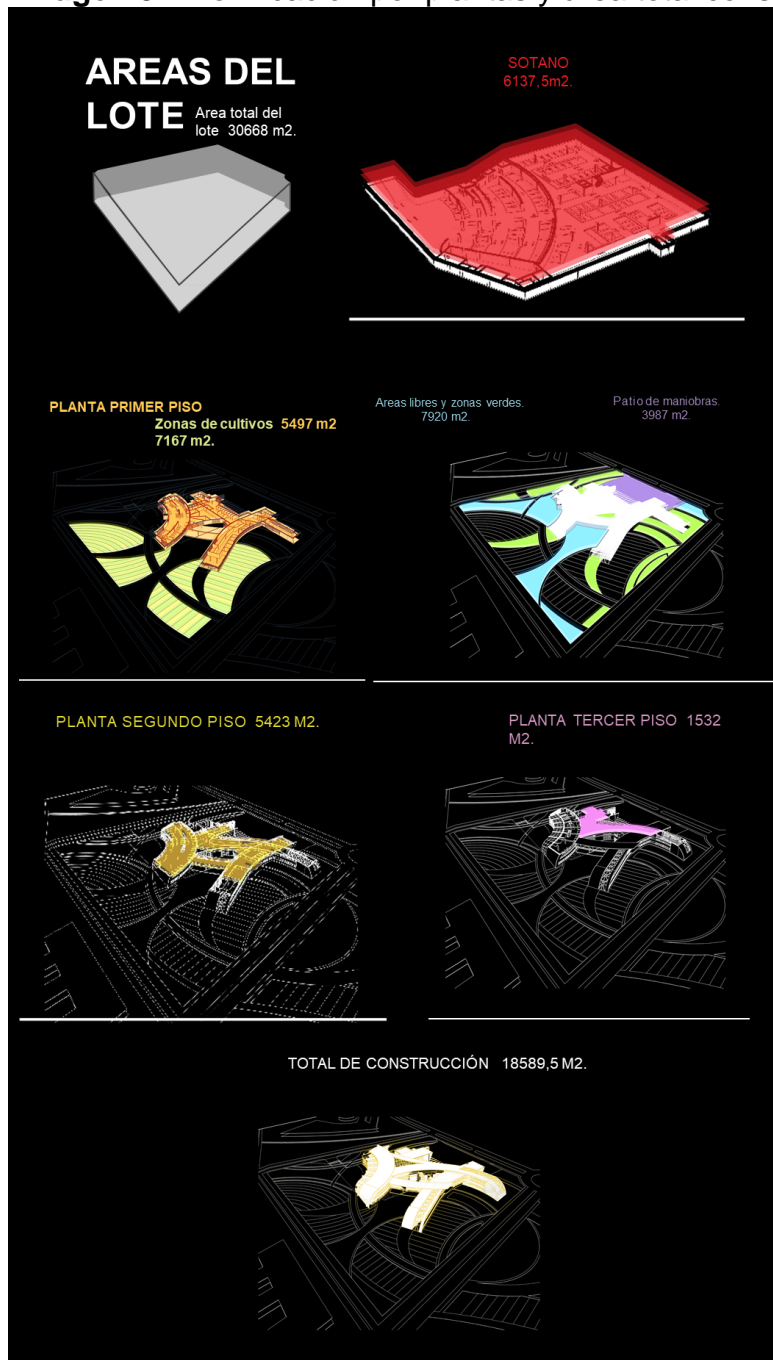 AREAS DEL
LOTE Area total del
lote 30668 m2.
SOTANO
6137,5m2.
PLANTA PRIMER PISO
Zonas de cultivos 5497 m2
7167 m2.
Areas libres y zonas verdes.
7920 m2.
Patio de maniobras.
3987 m2.
PLANTA SEGUNDO PISO 5423 M2.
PLANTA TERCER PISO 1532
M2.
TOTAL DE CONSTRUCCIÓN 18589,5 M2.